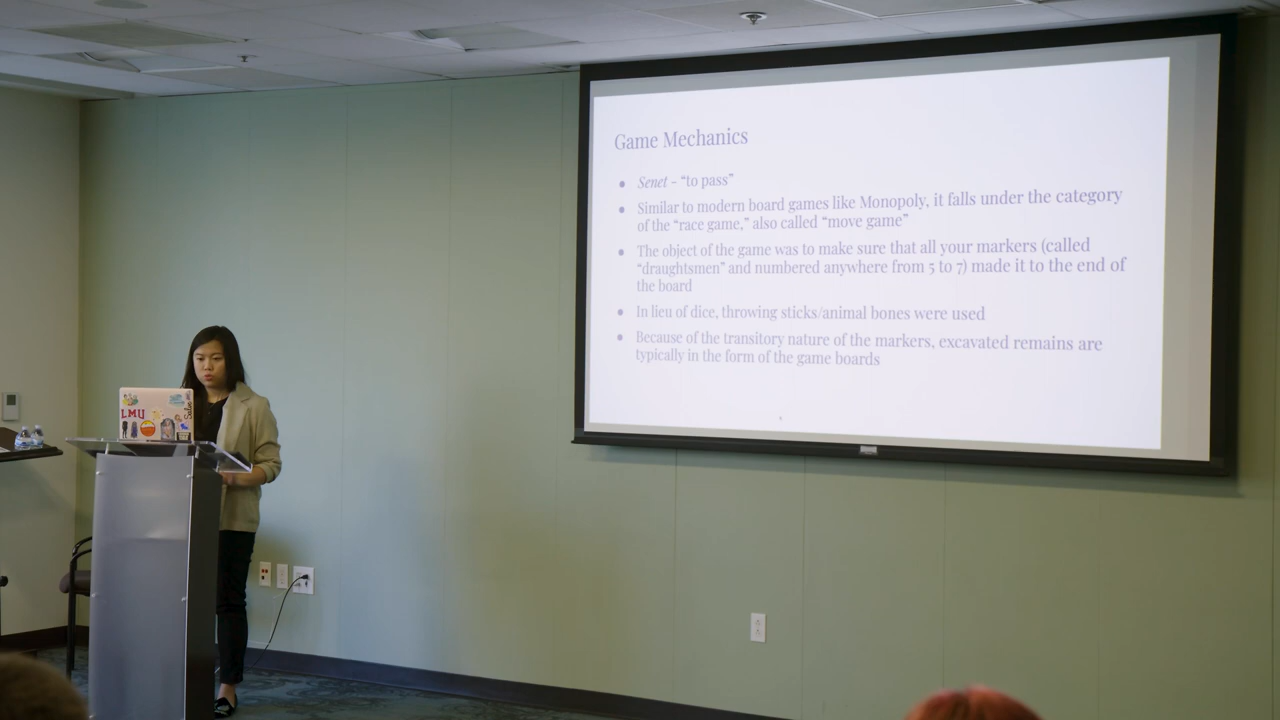 Game Mechanics
● Senet - “to pass”
● Similar to modern board games like Monopoly, it falls under the category
of the “race game,” also called “move game”
● The object of the game was to make sure that all your markers (called
“draughtsmen” and numbered anywhere from 5 to 7) made it to the end of
the board
● In lieu of dice, throwing sticks/animal bones were used
● Because of the transitory nature of the markers, excavated remains are
typically in the form of the game boards
LMU